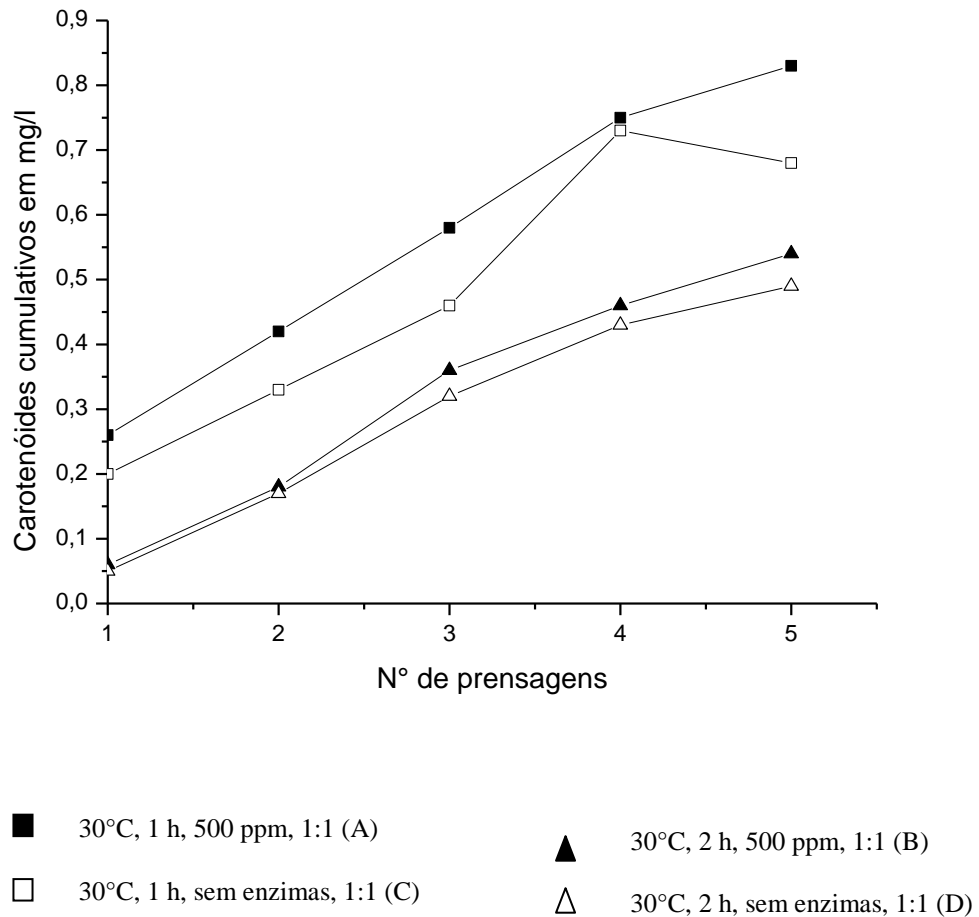 0,9
0,8
0,7
0,6
0,5
0,4
0,3
0,2
0,1
0,0
1 2 3 4 5
Carotenóides cumulativos em mg/l
N° de prensagens
30°C, 1 h, 500 ppm, 1:1 (A)
30°C, 2 h, 500 ppm, 1:1 (B)
30°C, 1 h, sem enzimas, 1:1 (C)
30°C, 2 h, sem enzimas, 1:1 (D)